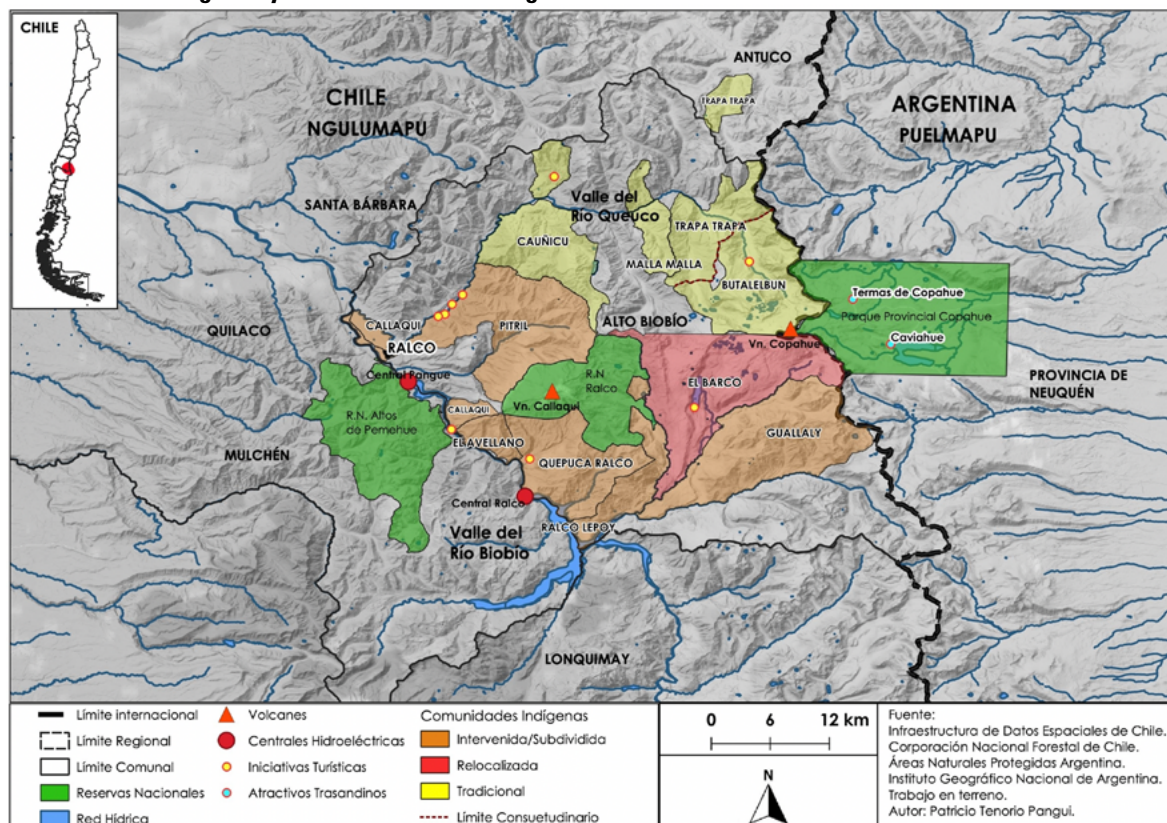 CHILE
ANTUCO
TRAPA TRAPA
CHILE
NGULUMAPU
ARGENTINA
PUELMAPU
SANTA BÁRBARA
Valle del
Río Queuco
CAUÑICU
TRAPA TRAPA
MALLA MALLA
BUTALELBUN
Termas de Copahue
Parque Provincial Copahue
QUILACO
CALLAQUI
PITRIL
ALTO BIOBÍO
Vn. Copahue
Caviahue
RALCO
Central Pangue
R.N.
Ralco
EL BARCO
PROVINCIA DE
NEUQUÉN
R.N. Altos
de Pemehue
CALLAQUI
Vn. Callaqui
GUALLALY
MULCHÉN
EL AVELLANO
QUEPUCA RALCO
Central Ralco
RALCO LEPOY
Valle del
Río Biobío
LONQUIMAY
Límite internacional
Límite Regional
Límite Comunal
Reservas Nacionales
Red Hídrica
Volcanes
Centrales Hidroeléctricas
Iniciativas Turísticas
Atractivos Trasandinos
Comunidades Indígenas
Intervenida/Subdividida
Relocalizada
Tradicional
Límite Consuetudinario
0 6 12 km
N
Fuente:
Infraestructura de Datos Espaciales de Chile.
Corporación Nacional Forestal de Chile.
Áreas Naturales Protegidas Argentina.
Instituto Geográfico Nacional de Argentina.
Trabajo en terreno.
Autor: Patricio Tenorio Pangui.